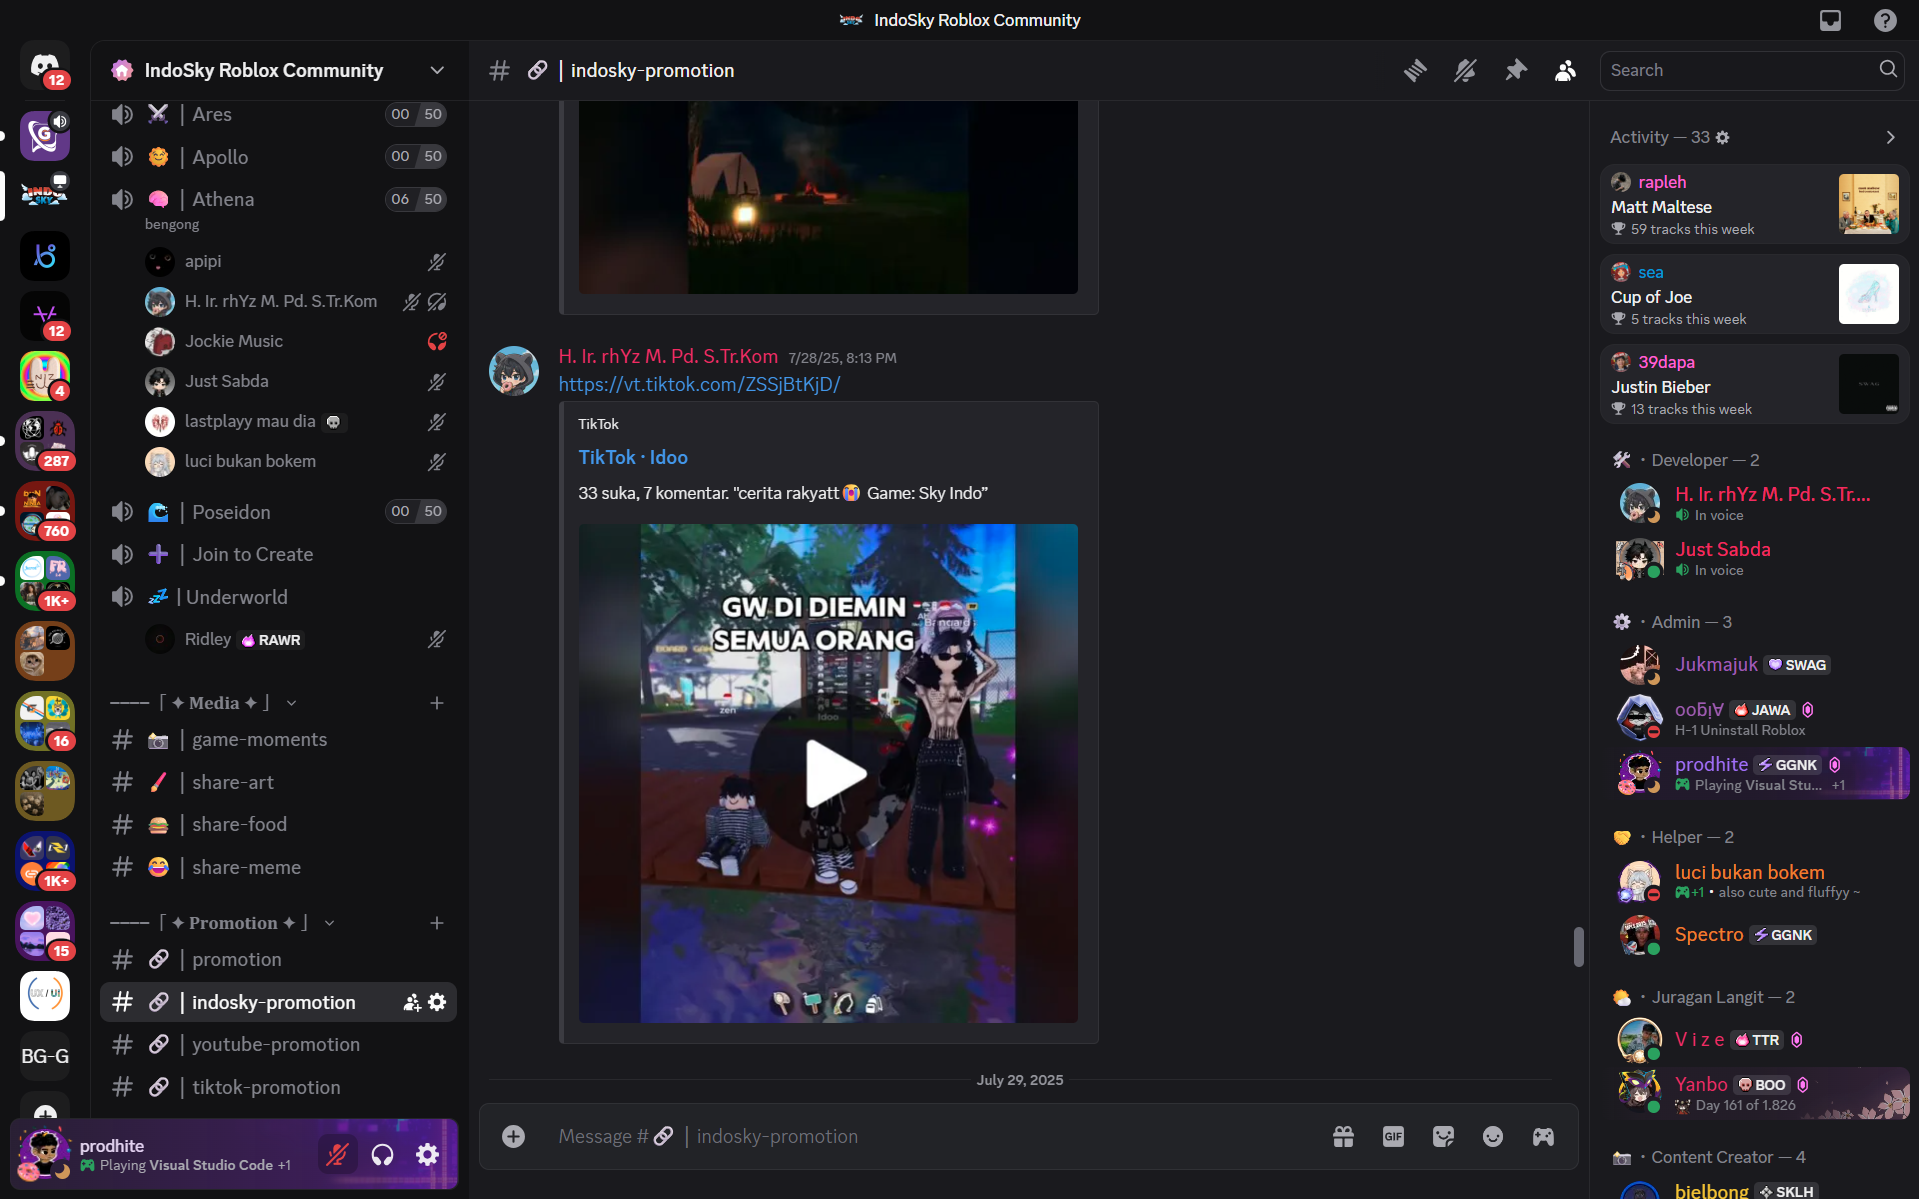 IndoSky Roblox Community
12
IndoSky Roblox Community
| indosky-promotion
Search
| Ares
00 50
| Apollo
00 50
| Athena
06 50
bengong
apipi
H. Ir. rhYz M. Pd. S.Tr.Kom
Jockie Music
Just Sabda
lastplayy mau dia
luci bukan bokem
| Poseidon
00 50
| Join to Create
| Underworld
Ridley RAWR
---- ⌈ ✦ Media ✦ ⌋
# | game-moments
# | share-art
# | share-food
# | share-meme
---- ⌈ ✦ Promotion ✦ ⌋
# | promotion
# | indosky-promotion
# | youtube-promotion
# | tiktok-promotion
INDO
SKY
12
4
287
760
FR
1K+
16
1K+
15
UX / UI
BG-G
prodhite
Playing Visual Studio Code +1
H. Ir. rhYz M. Pd. S.Tr.Kom 7/28/25, 8:13 PM
https://vt.tiktok.com/ZSSjBtKjD/
TikTok
TikTok · Idoo
33 suka, 7 komentar. "cerita rakyatt😭 Game: Sky Indo”
GW DI DIEMIN
SEMUA ORANG
zen
Idoo
July 29, 2025
Message # | indosky-promotion
GIF
Activity — 33
rapleh
Matt Maltese
59 tracks this week
sea
Cup of Joe
5 tracks this week
39dapa
Justin Bieber
13 tracks this week
SWAG
· Developer — 2
H. Ir. rhYz M. Pd. S.Tr....
In voice
Just Sabda
In voice
· Admin — 3
Jukmajuk SWAG
ooƃᴉ∀ JAWA
H-1 Uninstall Roblox
prodhite GGNK
Playing Visual Stu... +1
· Helper — 2
luci bukan bokem
+1 • also cute and fluffyy ~
Spectro GGNK
· Juragan Langit — 2
V i z e TTR
Yanbo BOO
Day 161 of 1.826
· Content Creator — 4
bielbong SKLH